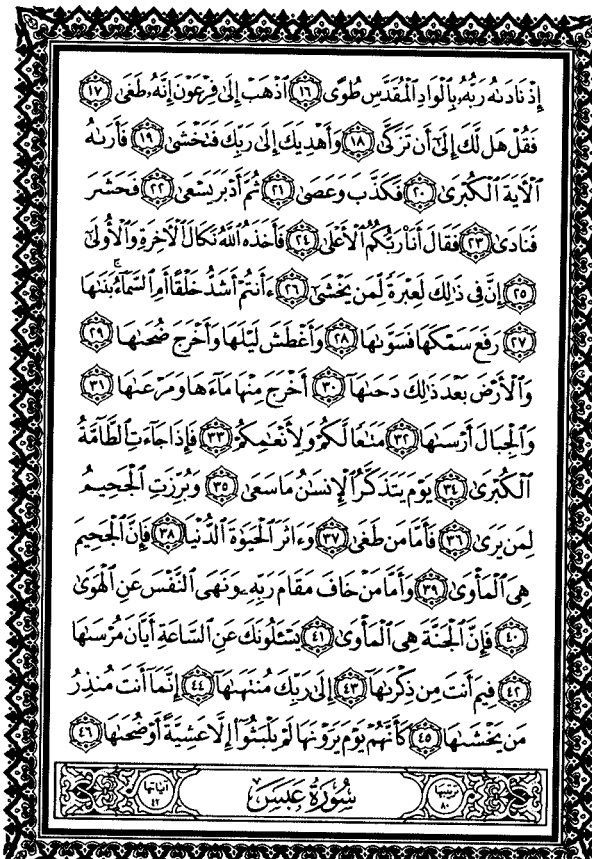 إِذْ نَادَىٰهُ رَبُّهُۥ بِٱلْوَادِ ٱلْمُقَدَّسِ طُوًى ١٦ ٱذْهَبْ إِلَىٰ فِرْعَوْنَ إِنَّهُۥ طَغَىٰ ١٧
فَقُلْ هَل لَّكَ إِلَىٰٓ أَن تَزَكَّىٰ ١٨ وَأَهْدِيَكَ إِلَىٰ رَبِّكَ فَتَخْشَىٰ ١٩ فَأَرَىٰهُ
ٱلْـَٔايَةَ ٱلْكُبْرَىٰ ٢٠ فَكَذَّبَ وَعَصَىٰ ٢١ ثُمَّ أَدْبَرَ يَسْعَىٰ ٢٢ فَحَشَرَ
فَنَادَىٰ ٢٣ فَقَالَ أَنَا۠ رَبُّكُمُ ٱلْأَعْلَىٰ ٢٤ فَأَخَذَهُ ٱللَّهُ نَكَالَ ٱلْـَٔاخِرَةِ وَٱلْأُولَىٰٓ
٢٥ إِنَّ فِى ذَٰلِكَ لَعِبْرَةً لِّمَن يَخْشَىٰٓ ٢٦ ءَأَنتُمْ أَشَدُّ خَلْقًا أَمِ ٱلسَّمَآءُ ۚ بَنَىٰهَا
٢٧ رَفَعَ سَمْكَهَا فَسَوَّىٰهَا ٢٨ وَأَغْطَشَ لَيْلَهَا وَأَخْرَجَ ضُحَىٰهَا ٢٩
وَٱلْأَرْضَ بَعْدَ ذَٰلِكَ دَحَىٰهَآ ٣٠ أَخْرَجَ مِنْهَا مَآءَهَا وَمَرْعَىٰهَا ٣١
وَٱلْجِبَالَ أَرْسَىٰهَا ٣٢ مَتَـٰعًا لَّكُمْ وَلِأَنْعَـٰمِكُمْ ٣٣ فَإِذَا جَآءَتِ ٱلطَّآمَّةُ
ٱلْكُبْرَىٰ ٣٤ يَوْمَ يَتَذَكَّرُ ٱلْإِنسَـٰنُ مَا سَعَىٰ ٣٥ وَبُرِّزَتِ ٱلْجَحِيمُ
لِمَن يَرَىٰ ٣٦ فَأَمَّا مَن طَغَىٰ ٣٧ وَءَاثَرَ ٱلْحَيَوٰةَ ٱلدُّنْيَا ٣٨ فَإِنَّ ٱلْجَحِيمَ
هِىَ ٱلْمَأْوَىٰ ٣٩ وَأَمَّا مَنْ خَافَ مَقَامَ رَبِّهِۦ وَنَهَى ٱلنَّفْسَ عَنِ ٱلْهَوَىٰ
٤٠ فَإِنَّ ٱلْجَنَّةَ هِىَ ٱلْمَأْوَىٰ ٤١ يَسْـَٔلُونَكَ عَنِ ٱلسَّاعَةِ أَيَّانَ مُرْسَىٰهَا
٤٢ فِيمَ أَنتَ مِن ذِكْرَىٰهَآ ٤٣ إِلَىٰ رَبِّكَ مُنتَهَىٰهَآ ٤٤ إِنَّمَآ أَنتَ مُنذِرُ
مَن يَخْشَىٰهَا ٤٥ كَأَنَّهُمْ يَوْمَ يَرَوْنَهَا لَمْ يَلْبَثُوٓا۟ إِلَّا عَشِيَّةً أَوْ ضُحَىٰهَا ٤٦
ترتيبها ٨٠ سُورَةُ عَبَسَ آياتها ٤٢